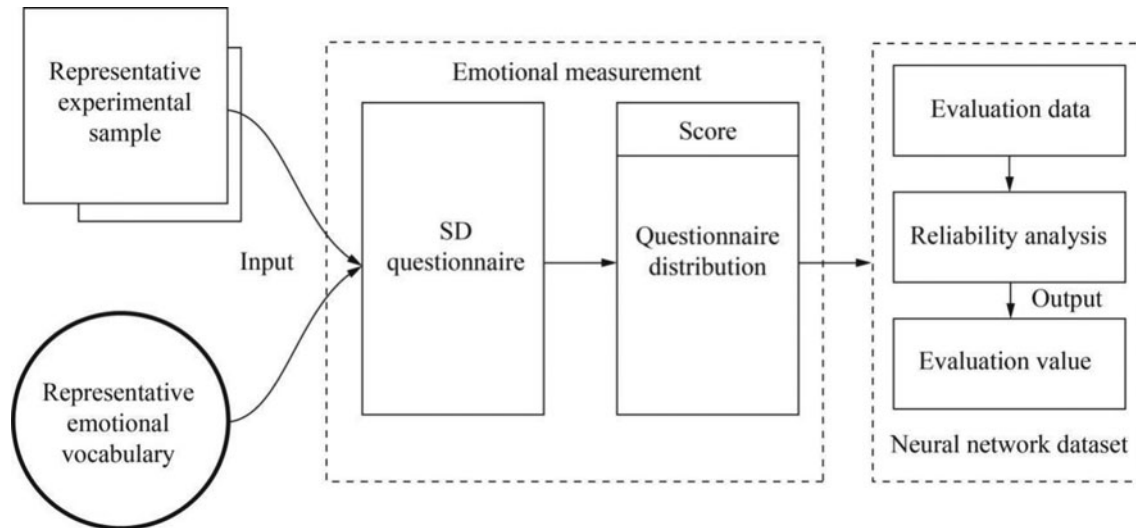 Representative
experimental
sample
Input
Representative
emotional
vocabulary
Emotional measurement
SD
questionnaire
Score
Questionnaire
distribution
Evaluation data
Reliability analysis
Output
Evaluation value
Neural network dataset